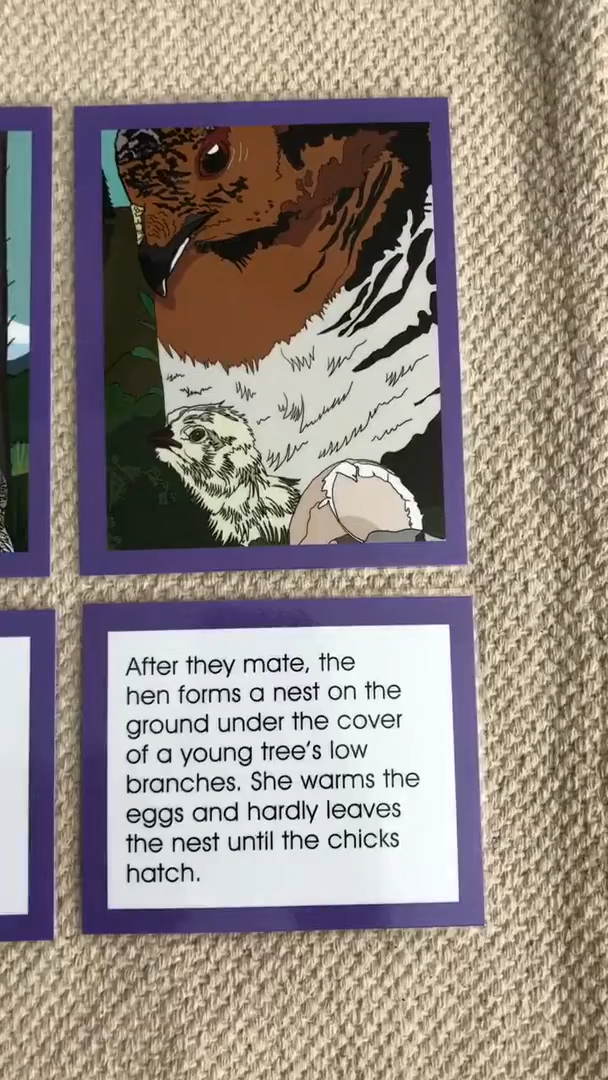 After they mate, the
hen forms a nest on the
ground under the cover
of a young tree's low
branches. She warms the
eggs and hardly leaves
the nest until the chicks
hatch.